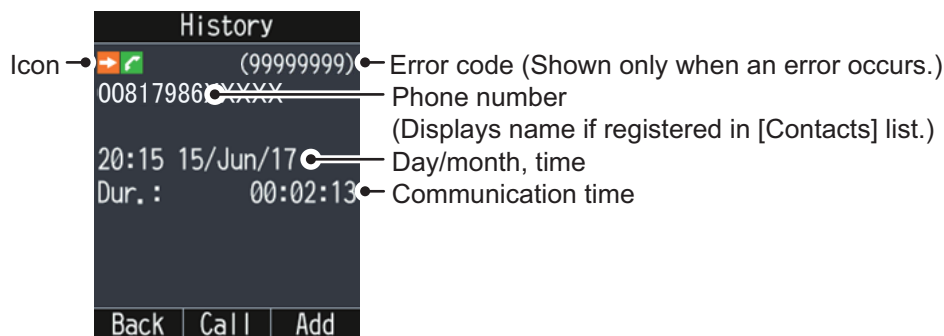 History
Icon
(99999999)
Error code (Shown only when an error occurs.)
00817986XXXXX
Phone number
(Displays name if registered in [Contacts] list.)
20:15 15/Jun/17
Day/month, time
Dur.: 00:02:13
Communication time
Back Call Add